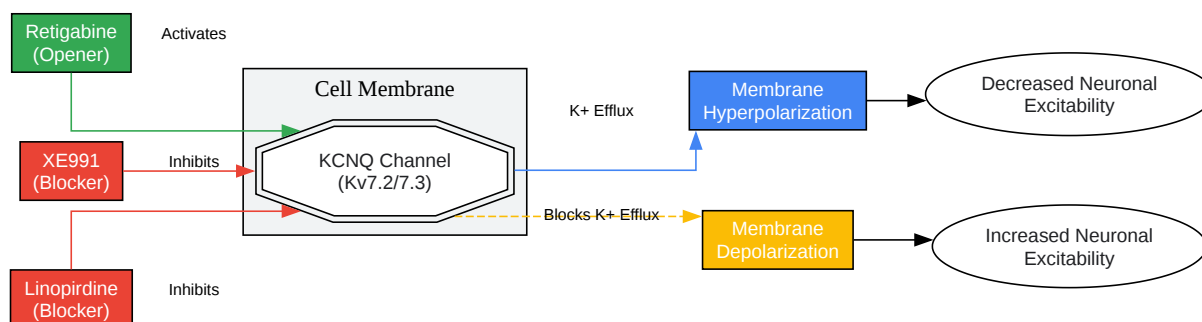 Retigabine
(Opener)
Activates
Cell Membrane
XE991
(Blocker)
Inhibits
KCNQ Channel
(Kv7.2/7.3)
Linopirdine
(Blocker)
Inhibits
K+ Efflux
Membrane
Hyperpolarization
Decreased Neuronal
Excitability
Blocks K+ Efflux
Membrane
Depolarization
Increased Neuronal
Excitability